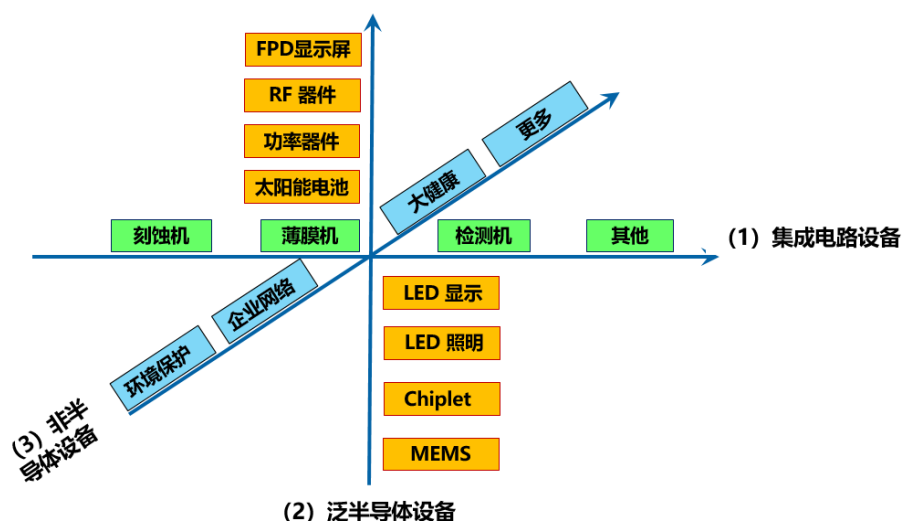 FPD显示屏
RF 器件
功率器件
太阳能电池
更多
大健康
刻蚀机
薄膜机
检测机
其他
(1)集成电路设备
企业网络
环境保护
LED 显示
LED 照明
Chiplet
MEMS
(3)非半
导体设备
(2)泛半导体设备